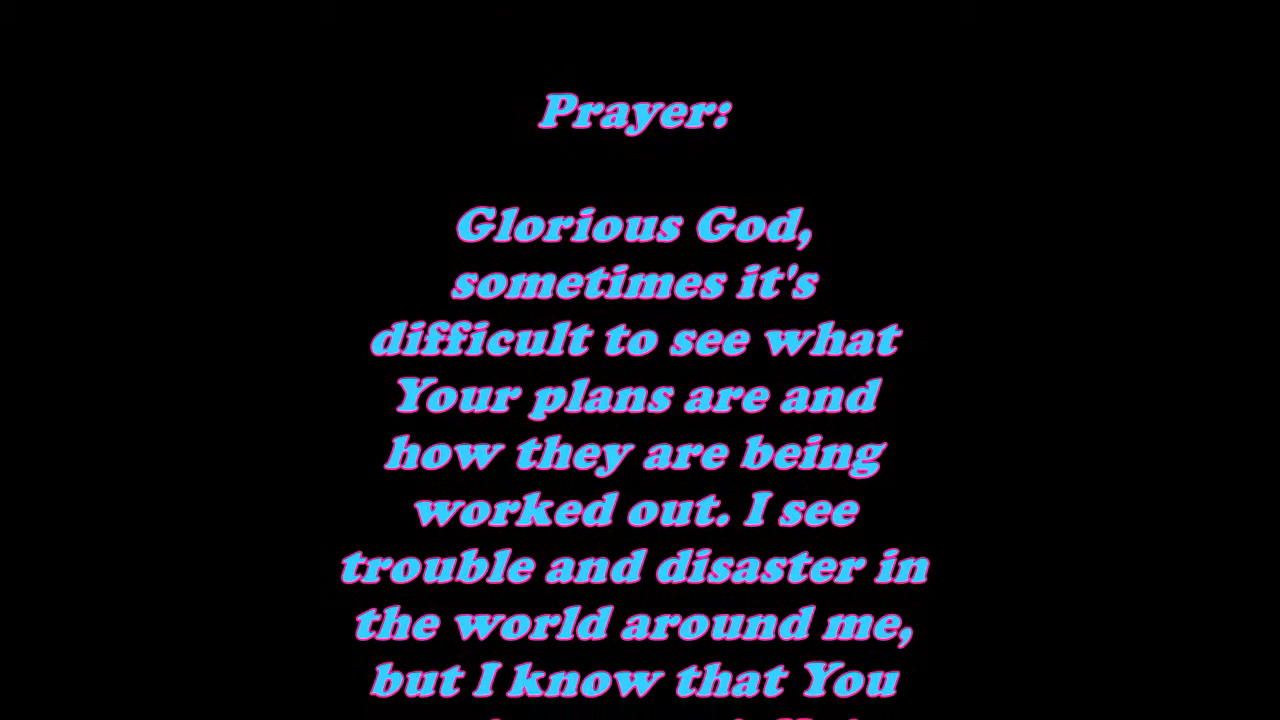 Prayer:
Glorious God,
sometimes it's
difficult to see what
Your plans are and
how they are being
worked out. I see
trouble and disaster in
the world around me,
but I know that You